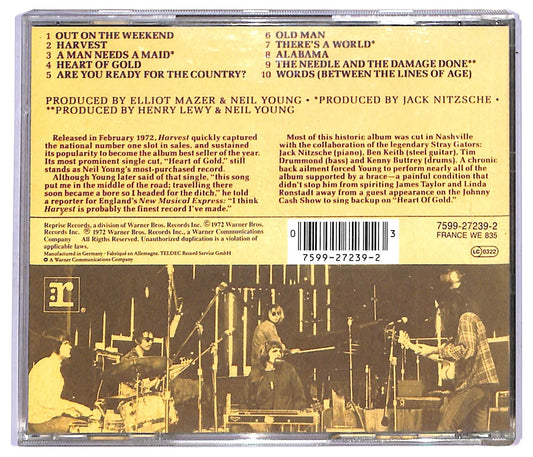 1 OUT ON THE WEEKEND
2 HARVEST
3 A MAN NEEDS A MAID*
4 HEART OF GOLD
5 ARE YOU READY FOR THE COUNTRY?
6 OLD MAN
7 THERE'S A WORLD*
8 ALABAMA
9 THE NEEDLE AND THE DAMAGE DONE**
10 WORDS (BETWEEN THE LINES OF AGE)
PRODUCED BY ELLIOT MAZER & NEIL YOUNG • *PRODUCED BY JACK NITZSCHE •
**PRODUCED BY HENRY LEWY & NEIL YOUNG
Released in February 1972, Harvest quickly captured
the national number one slot in sales, and
sustained its popularity to become the album best seller of the year.
Its most prominent single cut, "Heart of Gold," still
stands as Neil Young's most-purchased record.
Although Young later said of that single, "this song
put me in the middle of the road; travelling there
soon became a bore so I headed for the ditch," he told
a reporter for England's New Musical Express: "I think
Harvest is probably the finest record I've made."
Most of this historic album was cut in Nashville
with the collaboration of the legendary Stray Gators:
Jack Nitzsche (piano), Ben Keith (steel guitar), Tim
Drummond (bass) and Kenny Buttrey (drums). A chronic
back ailment forced Young to perform nearly all of the
album supported by a brace – a painful condition that
didn't stop him from spiriting James Taylor and Linda
Ronstadt away from a guest appearance on the Johnny
Cash Show to sing backup on "Heart Of Gold."
Reprise Records, a division of Warner Bros. Records Inc. ©1972 Warner Bros.
Records Inc. ℗ 1972 Warner Bros. Records Inc., a Warner Communications
Company. All Rigths Reserved. Unauthorized duplication is a violation of
applicable laws.
Manufactured in Germany · Fabriqué en Allemagne. TELDEC Record Service GmbH
A Warner Communications Company
0 3
7599-27239-2
7599-27239-2
FRANCE WE 835
LC 0322
r